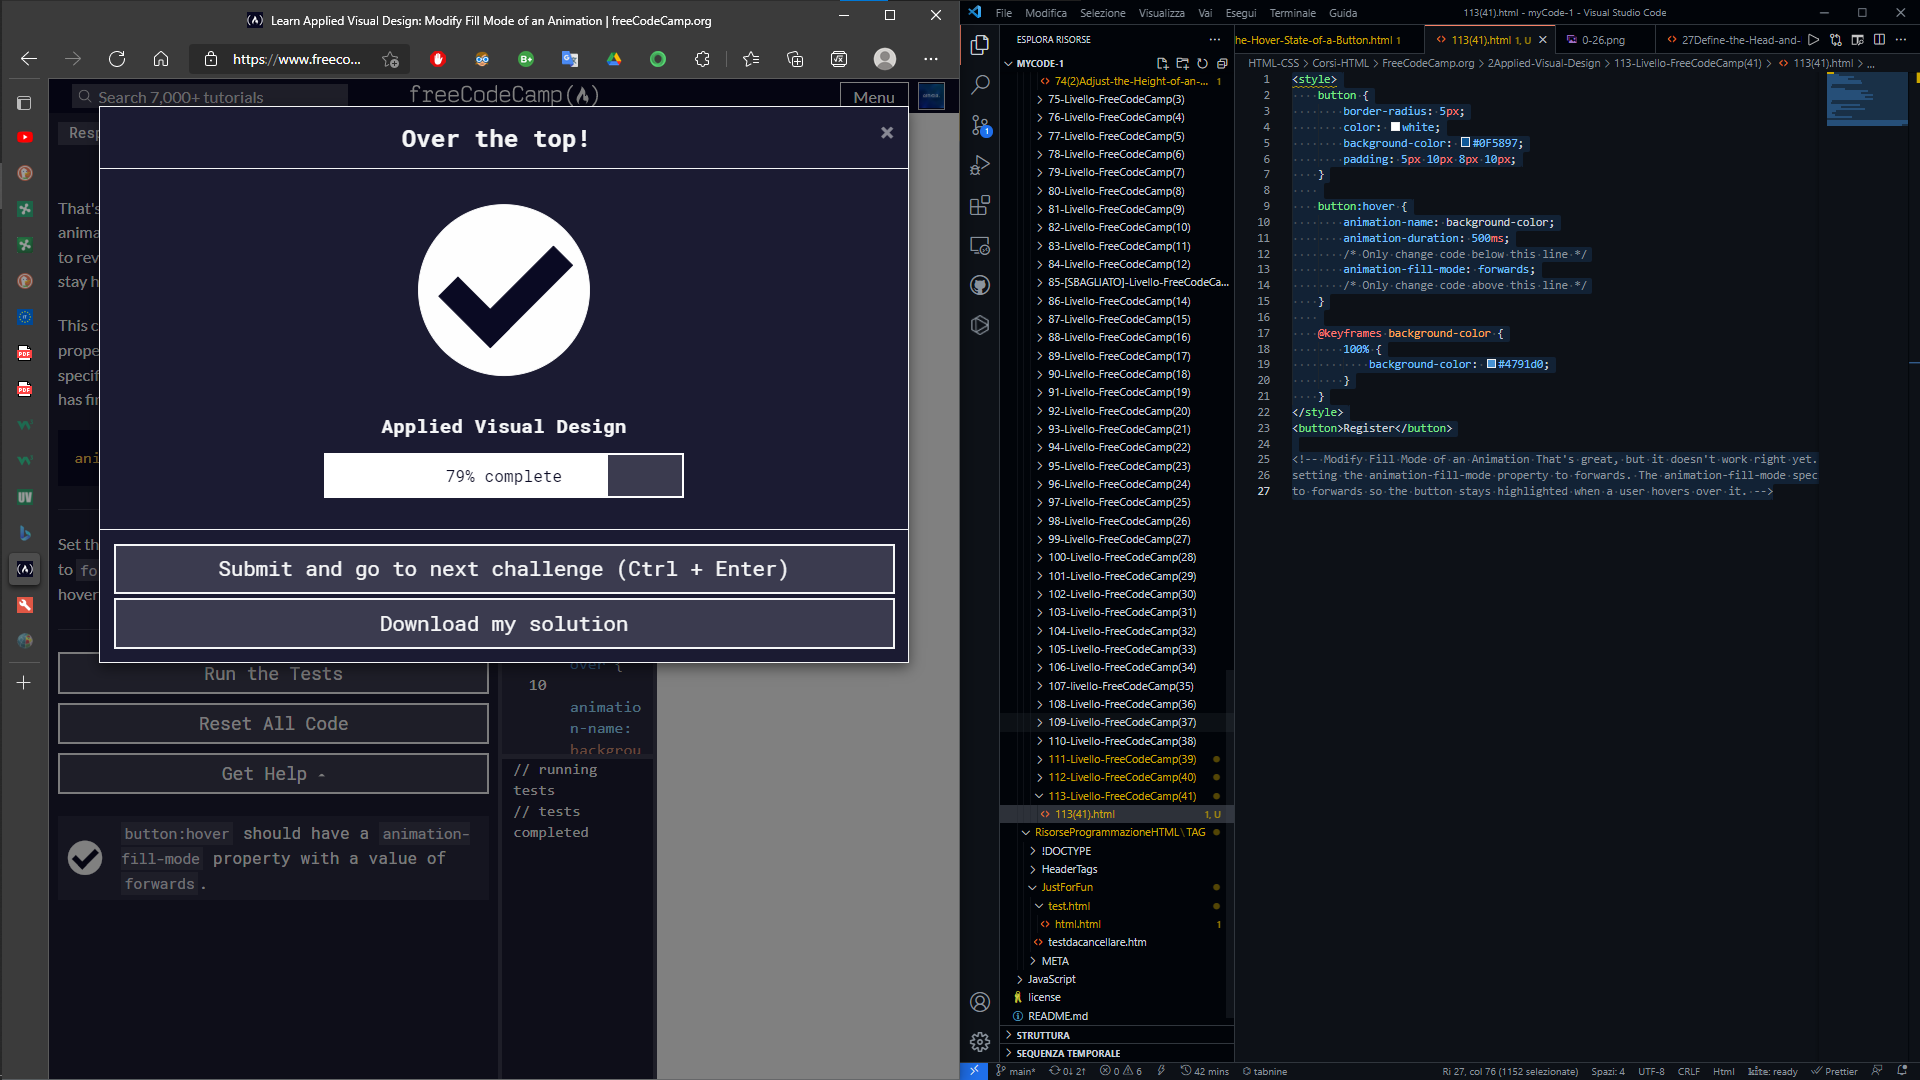 Learn Applied Visual Design: Modify Fill Mode of an Animation | freeCodeCamp.org
https://www.freeco...
Search 7,000+ tutorials
freeCodeCamp(🔥)
Menu
Resp
Over the top!
×
That's
anima
to rev
stay h
This c
prope
specif
has fir
ani
Set th
to fo
hover
Applied Visual Design
79% complete
Submit and go to next challenge (Ctrl + Enter)
Download my solution
Run the Tests
Reset All Code
Get Help
button:hover should have a animation-
fill-mode property with a value of
forwards.
over {
10
animatio
n-name:
backgrou
// running
tests
// tests
completed
File Modifica Selezione Visualizza Vai Esegui Terminale Guida
113(41).html - myCode-1 - Visual Studio Code
ESPLORA RISORSE
he-Hover-State-of-a-Button.html 1
113(41).html 1, U
0-26.png
27Define-the-Head-and-
HTML-CSS > Corsi-HTML > FreeCodeCamp.org > 2Applied-Visual-Design > 113-Livello-FreeCodeCamp(41) > 113(41).html > ...
MYCODE-1
74(2)Adjust-the-Height-of-an-... 1
75-Livello-FreeCodeCamp(3)
76-Livello-FreeCodeCamp(4)
77-Livello-FreeCodeCamp(5)
78-Livello-FreeCodeCamp(6)
79-Livello-FreeCodeCamp(7)
80-Livello-FreeCodeCamp(8)
81-Livello-FreeCodeCamp(9)
82-Livello-FreeCodeCamp(10)
83-Livello-FreeCodeCamp(11)
84-Livello-FreeCodeCamp(12)
85-[SBAGLIATO]-Livello-FreeCodeCa...
86-Livello-FreeCodeCamp(14)
87-Livello-FreeCodeCamp(15)
88-Livello-FreeCodeCamp(16)
89-Livello-FreeCodeCamp(17)
90-Livello-FreeCodeCamp(18)
91-Livello-FreeCodeCamp(19)
92-Livello-FreeCodeCamp(20)
93-Livello-FreeCodeCamp(21)
94-Livello-FreeCodeCamp(22)
95-Livello-FreeCodeCamp(23)
96-Livello-FreeCodeCamp(24)
97-Livello-FreeCodeCamp(25)
98-Livello-FreeCodeCamp(26)
99-Livello-FreeCodeCamp(27)
100-Livello-FreeCodeCamp(28)
101-Livello-FreeCodeCamp(29)
102-Livello-FreeCodeCamp(30)
103-Livello-FreeCodeCamp(31)
104-Livello-FreeCodeCamp(32)
105-Livello-FreeCodeCamp(33)
106-Livello-FreeCodeCamp(34)
107-livello-FreeCodeCamp(35)
108-Livello-FreeCodeCamp(36)
109-Livello-FreeCodeCamp(37)
110-Livello-FreeCodeCamp(38)
111-Livello-FreeCodeCamp(39)
112-Livello-FreeCodeCamp(40)
113-Livello-FreeCodeCamp(41)
113(41).html 1, U
RisorseProgrammazioneHTML\TAG
!DOCTYPE
HeaderTags
JustForFun
test.html
html.html 1
testdacancellare.htm
META
JavaScript
license
README.md
STRUTTURA
SEQUENZA TEMPORALE
1 <style>
2 button {
3 border-radius: 5px;
4 color: white;
5 background-color: #0F5897;
6 padding: 5px 10px 8px 10px;
7 }
8
9 button:hover {
10 animation-name: background-color;
11 animation-duration: 500ms;
12 /* Only change code below this line */
13 animation-fill-mode: forwards;
14 /* Only change code above this line */
15 }
16
17 @keyframes background-color {
18 100% {
19 background-color: #4791d0;
20 }
21 }
22 </style>
23 <button>Register</button>
24
25 <!-- Modify Fill Mode of an Animation That's great, but it doesn't work right yet.
26 setting the animation-fill-mode property to forwards. The animation-fill-mode spec
27 to forwards so the button stays highlighted when a user hovers over it. -->
main* 0↓ 2↑ 0 6 42 mins tabnine
Ri 27, col 76 (1152 selezionate) Spazi: 4 UTF-8 CRLF Html kite: ready Prettier